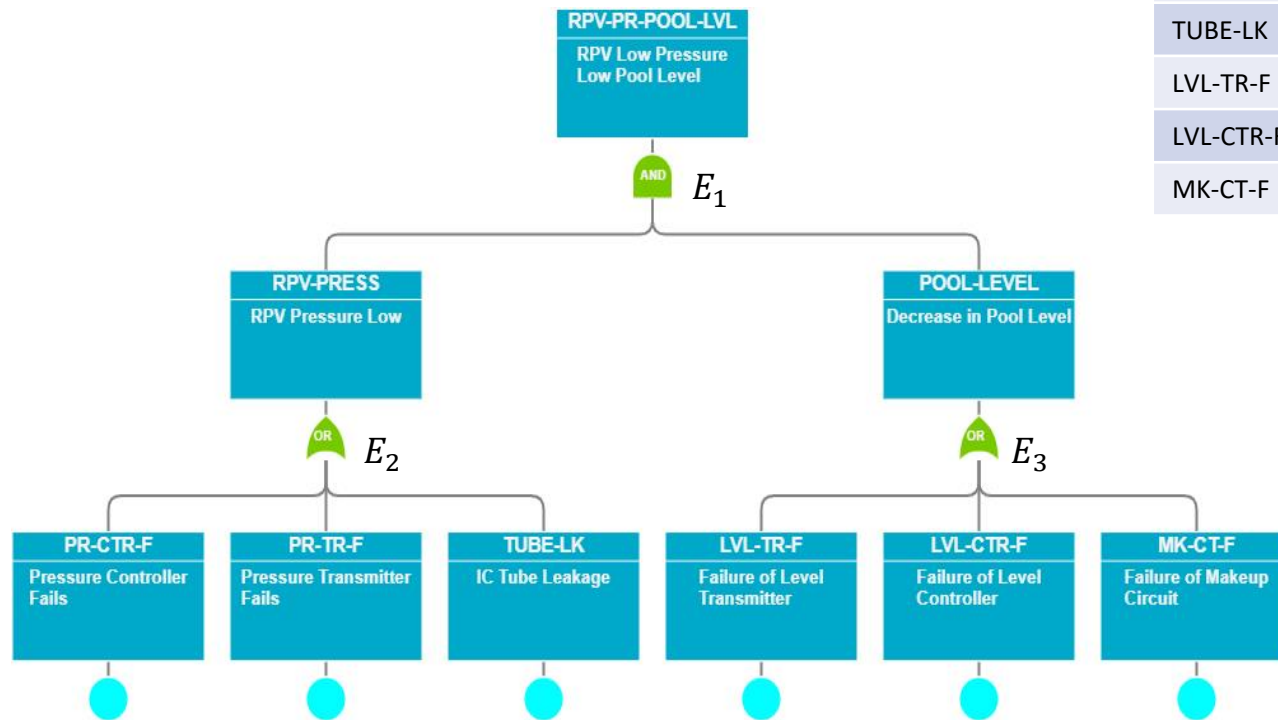 RPV-PR-POOL-LVL
RPV Low Pressure
Low Pool Level
TUBE-LK
LVL-TR-F
LVL-CTR-F
MK-CT-F
AND
E₁
RPV-PRESS
RPV Pressure Low
POOL-LEVEL
Decrease in Pool Level
OR
E₂
OR
E₃
PR-CTR-F
Pressure Controller
Fails
PR-TR-F
Pressure Transmitter
Fails
TUBE-LK
IC Tube Leakage
LVL-TR-F
Failure of Level
Transmitter
LVL-CTR-F
Failure of Level
Controller
MK-CT-F
Failure of Makeup
Circuit